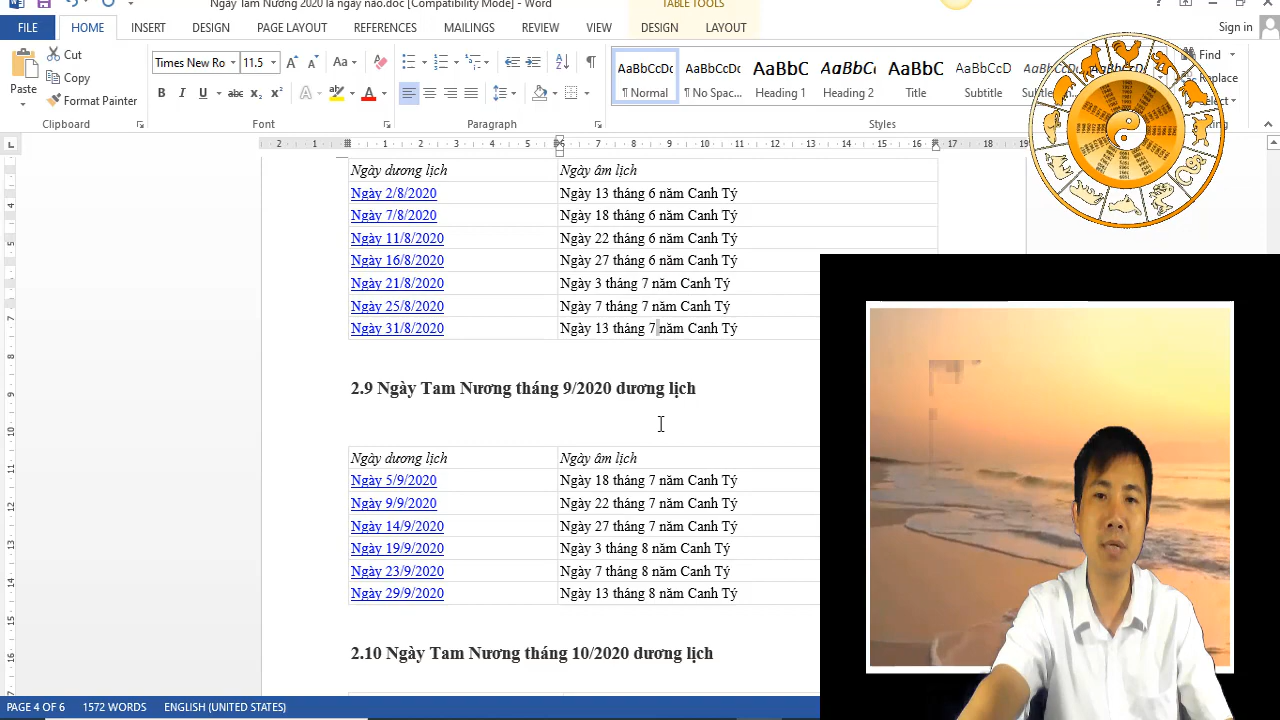 Ngày Tam Nương 2020 là ngày nào.doc [Compatibility Mode] - Word
TABLE TOOLS
FILE HOME INSERT DESIGN PAGE LAYOUT REFERENCES MAILINGS REVIEW VIEW DESIGN LAYOUT Sign in
Cut
Copy
Format Painter
Paste
Times New Ro 11.5
AaBbCcDc AaBbCcDc AaBbC AaBbCc AaBbC AaBbCcD
¶ Normal ¶ No Spac... Heading 1 Heading 2 Title Subtitle
Find
Replace
Clipboard Font Paragraph Styles
Ngày dương lịch Ngày âm lịch
Ngày 2/8/2020 Ngày 13 tháng 6 năm Canh Tý
Ngày 7/8/2020 Ngày 18 tháng 6 năm Canh Tý
Ngày 11/8/2020 Ngày 22 tháng 6 năm Canh Tý
Ngày 16/8/2020 Ngày 27 tháng 6 năm Canh Tý
Ngày 21/8/2020 Ngày 3 tháng 7 năm Canh Tý
Ngày 25/8/2020 Ngày 7 tháng 7 năm Canh Tý
Ngày 31/8/2020 Ngày 13 tháng 7 năm Canh Tý
2.9 Ngày Tam Nương tháng 9/2020 dương lịch
Ngày dương lịch Ngày âm lịch
Ngày 5/9/2020 Ngày 18 tháng 7 năm Canh Tý
Ngày 9/9/2020 Ngày 22 tháng 7 năm Canh Tý
Ngày 14/9/2020 Ngày 27 tháng 7 năm Canh Tý
Ngày 19/9/2020 Ngày 3 tháng 8 năm Canh Tý
Ngày 23/9/2020 Ngày 7 tháng 8 năm Canh Tý
Ngày 29/9/2020 Ngày 13 tháng 8 năm Canh Tý
2.10 Ngày Tam Nương tháng 10/2020 dương lịch
PAGE 4 OF 6 1572 WORDS ENGLISH (UNITED STATES)